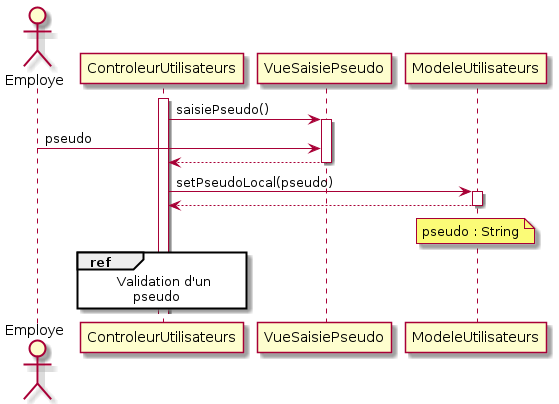 Employe
ControleurUtilisateurs
VueSaisiePseudo
ModeleUtilisateurs
saisiePseudo()
pseudo
setPseudoLocal(pseudo)
pseudo : String
ref
Validation d'un
pseudo
Employe
ControleurUtilisateurs
VueSaisiePseudo
ModeleUtilisateurs